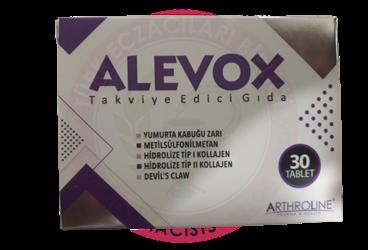 ALEVOX
Takviye Edici Gıda
YUMURTA KABUĞU ZARI
METİLSÜLFONİLMETAN
HİDROLİZE TİP I KOLLAJEN
HİDROLİZE TİP II KOLLAJEN
DEVİL'S CLAW
30
TABLET
ARTHROLINE